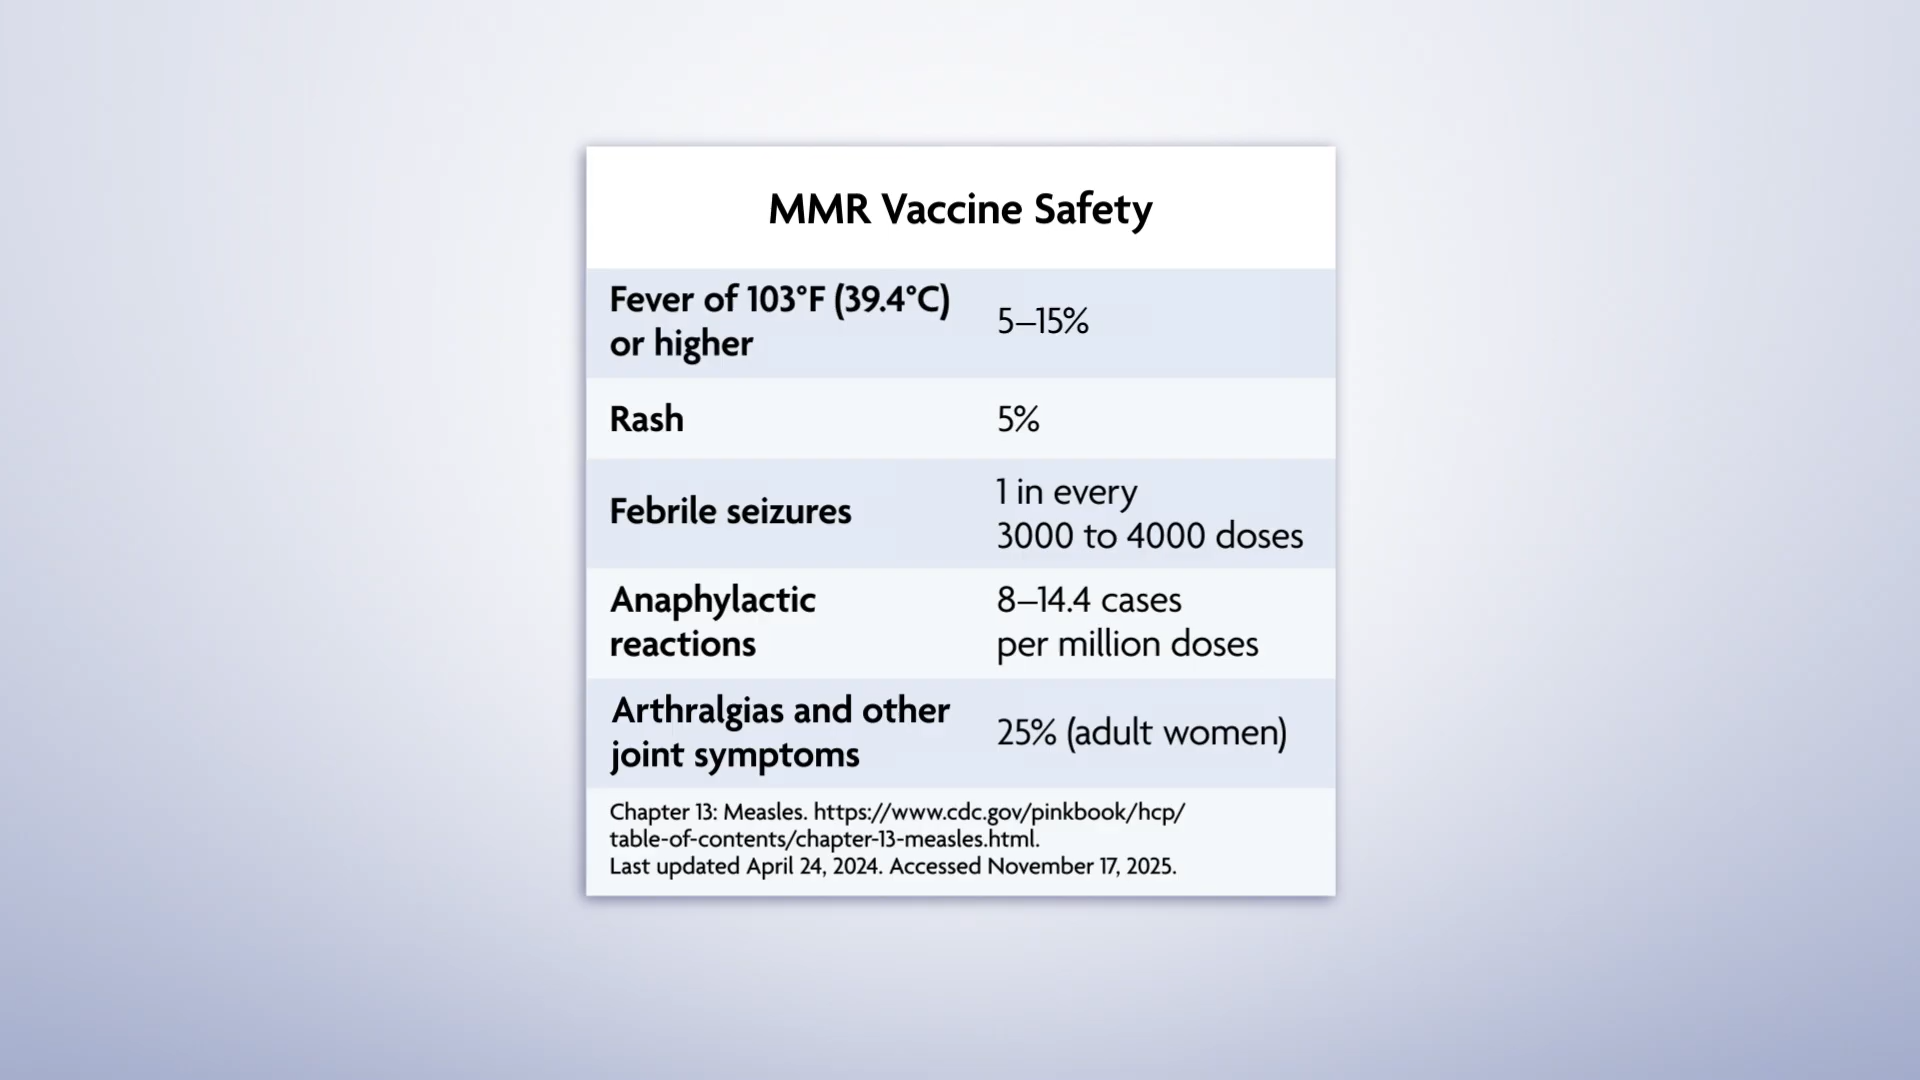 MMR Vaccine Safety
Fever of 103°F (39.4°C)
or higher
5–15%
Rash
5%
Febrile seizures
1 in every
3000 to 4000 doses
Anaphylactic
reactions
8–14.4 cases
per million doses
Arthralgias and other
joint symptoms
25% (adult women)
Chapter 13: Measles. https://www.cdc.gov/pinkbook/hcp/
table-of-contents/chapter-13-measles.html.
Last updated April 24, 2024. Accessed November 17, 2025.